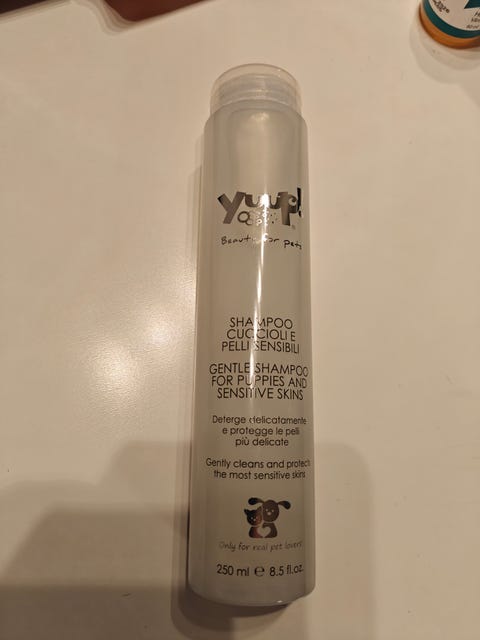 yuup!
®
Beauty for pets
SHAMPOO
CUCCIOLI E
PELLI SENSIBILI
GENTLE SHAMPOO
FOR PUPPIES AND
SENSITIVE SKINS
Deterge delicatamente
e protegge le pelli
più delicate
Gently cleans and protects
the most sensitive skins
Only for real pet lovers
250 ml ℮ 8.5 fl.oz.